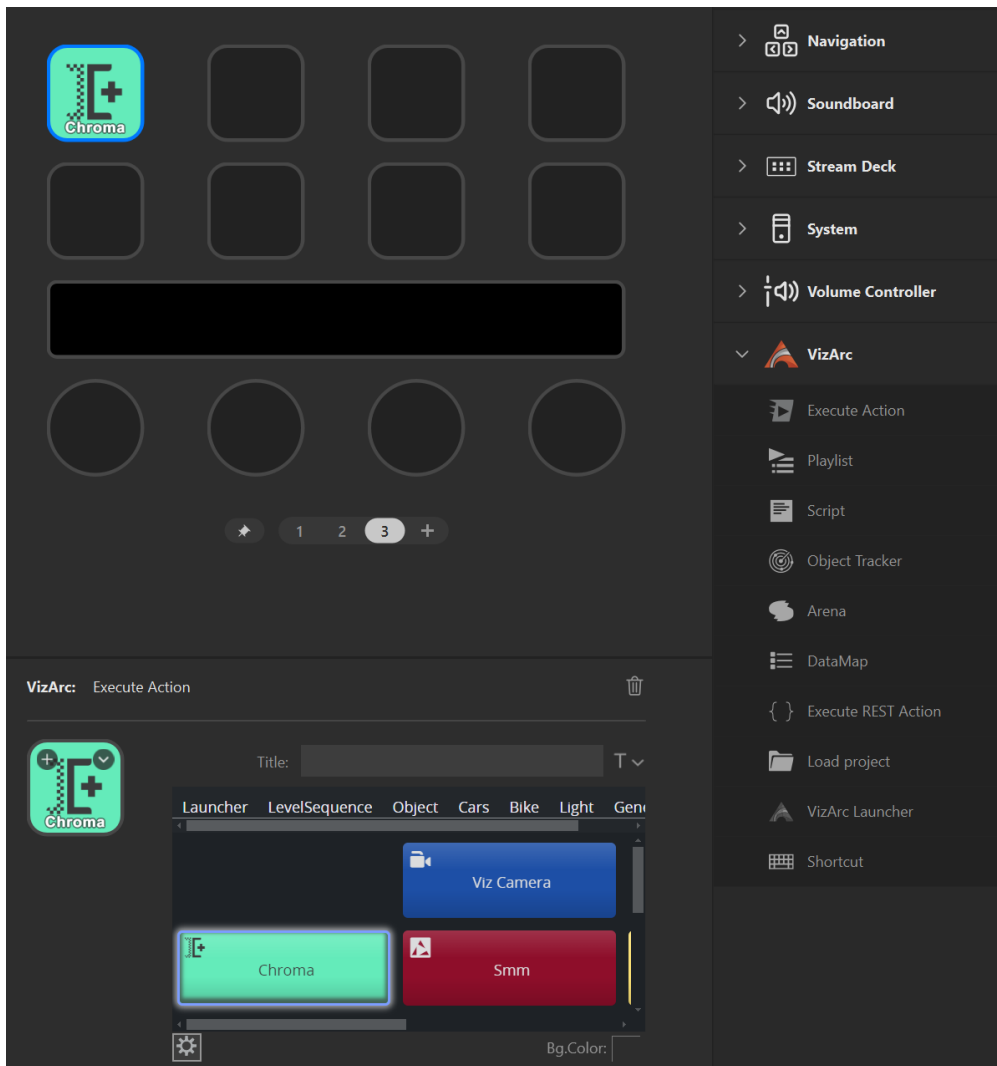 Chroma
1 2 3 +
Navigation
Soundboard
Stream Deck
System
Volume Controller
VizArc
Execute Action
Playlist
Script
Object Tracker
Arena
DataMap
{ } Execute REST Action
Load project
VizArc Launcher
Shortcut
VizArc: Execute Action
Chroma
Title:
T
Launcher LevelSequence Object Cars Bike Light Gene
Viz Camera
Chroma
Smm
Bg.Color: